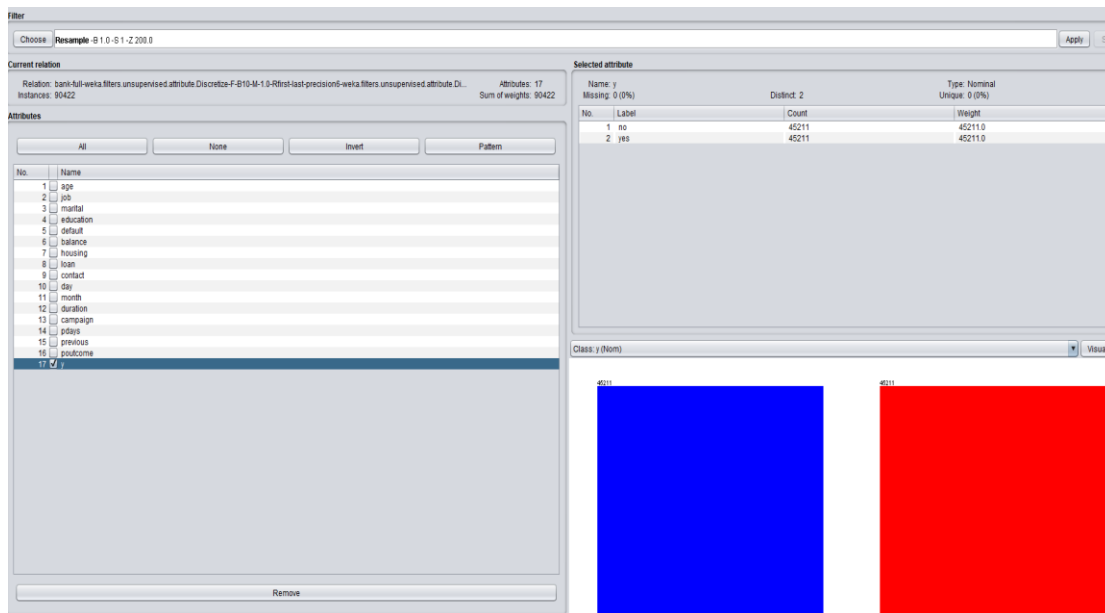 Filter
Choose Resample -B 1.0 -S 1 -Z 200.0 Apply S
Current relation
Relation: bank-full-weka.filters.unsupervised.attribute.Discretize-F-B10-M-1.0-Rfirst-last-precision6-weka.filters.unsupervised.attribute.Di... Attributes: 17
Instances: 90422 Sum of weights: 90422
Attributes
All None Invert Pattern
No. Name
1 age
2 job
3 marital
4 education
5 default
6 balance
7 housing
8 loan
9 contact
10 day
11 month
12 duration
13 campaign
14 pdays
15 previous
16 poutcome
17 y
Remove
Selected attribute
Name: y Type: Nominal
Missing: 0 (0%) Distinct: 2 Unique: 0 (0%)
No. Label Count Weight
1 no 45211 45211.0
2 yes 45211 45211.0
Class: y (Nom) Visua
45211 45211